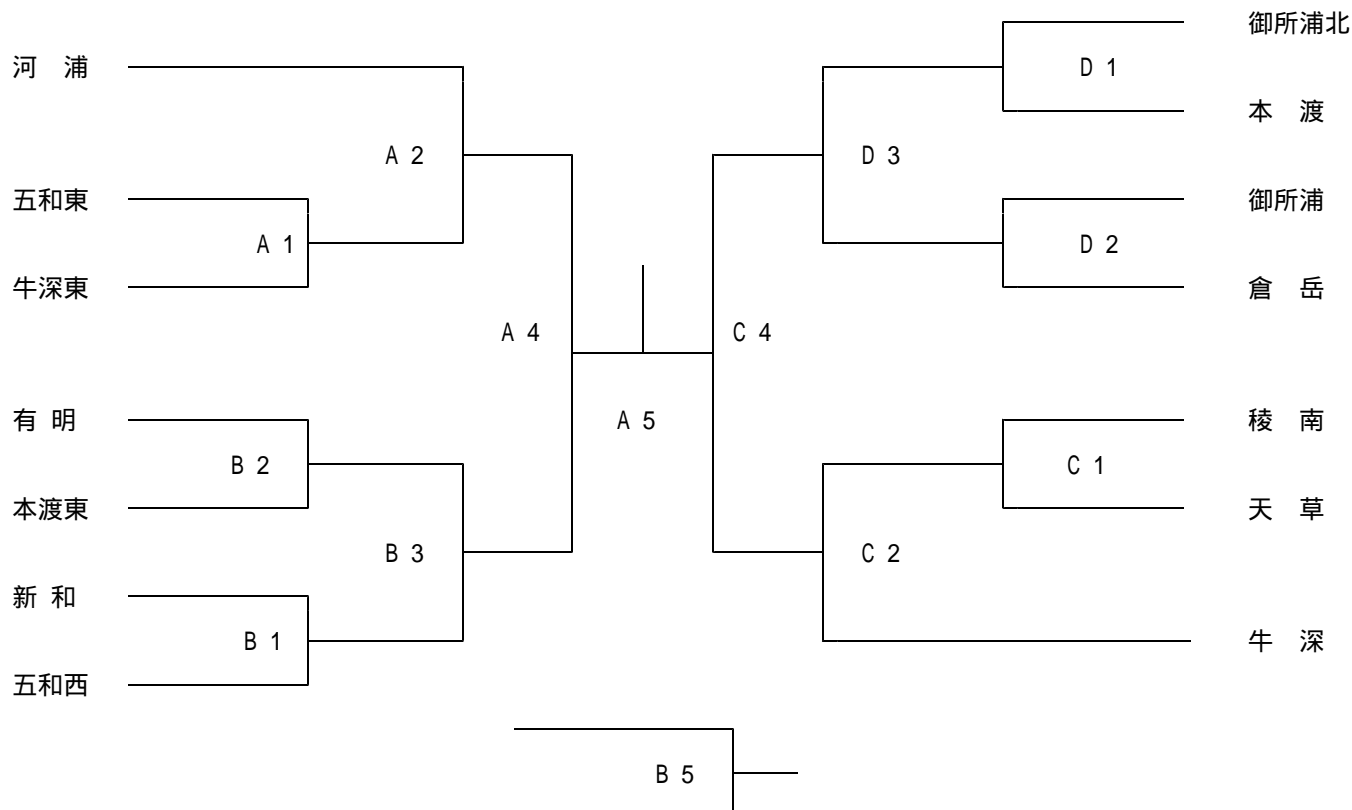 御所浦北
河　浦
D 1
本　渡
A 2
D 3
五和東
御所浦
A 1
D 2
牛深東
倉　岳
A 4
C 4
有 明
A 5
稜　南
B 2
C 1
本渡東
天　草
B 3
C 2
新 和
B 1
牛　深
五和西
B 5